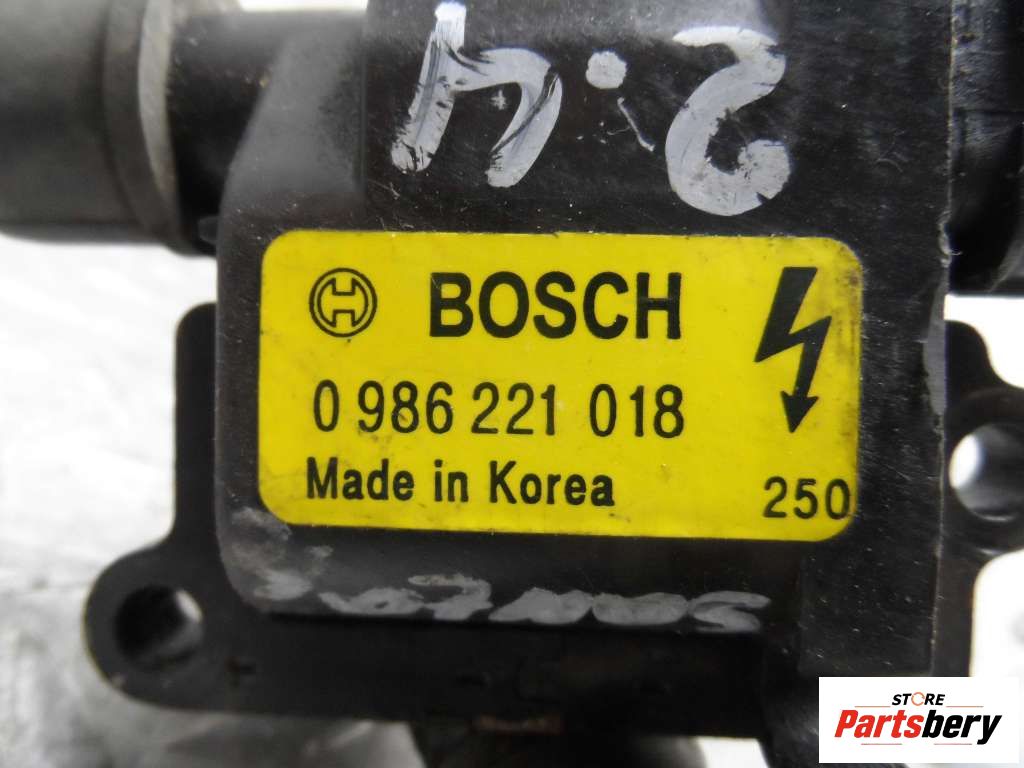 2.4
BOSCH
0 986 221 018
Made in Korea
250
STORE
Partsbery